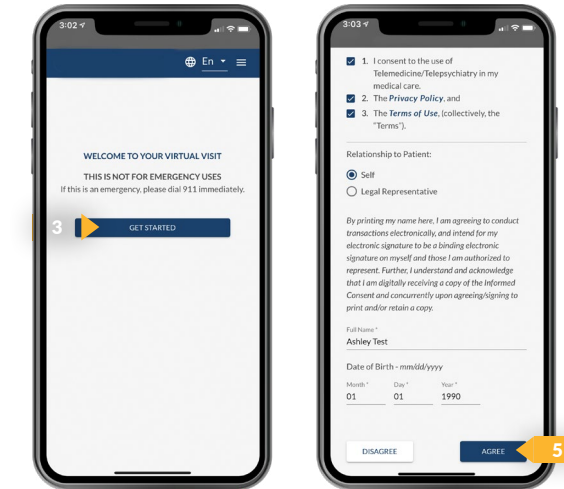 3:02
En
WELCOME TO YOUR VIRTUAL VISIT
THIS IS NOT FOR EMERGENCY USES
If this is an emergency, please dial 911 immediately.
3
GET STARTED
3:03
1. I consent to the use of
Telemedicine/Telepsychiatry in my
medical care.
2. The Privacy Policy, and
3. The Terms of Use, (collectively, the
"Terms").
Relationship to Patient:
Self
Legal Representative
By printing my name here, I am agreeing to conduct
transactions electronically, and intend for my
electronic signature to be a binding electronic
signature on myself and those I am authorized to
represent. Further, I understand and acknowledge
that I am digitally receiving a copy of the Informed
Consent and concurrently upon agreeing/signing to
print and/or retain a copy.
Full Name *
Ashley Test
Date of Birth - mm/dd/yyyy
Month * Day * Year *
01 01 1990
DISAGREE AGREE 5